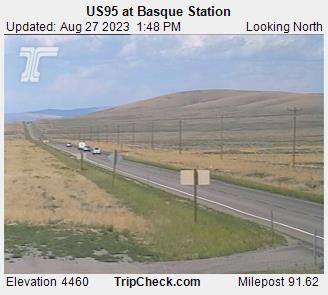 US95 at Basque Station
Updated: Aug 27 2023 1:48 PM Looking North
Elevation 4460 TripCheck.com Milepost 91.62